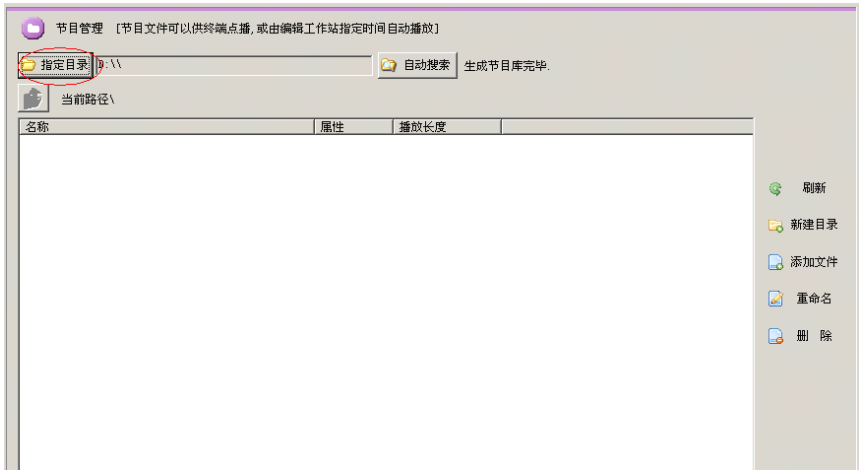 节目管理 [节目文件可以供终端点播,或由编辑工作站指定时间自动播放]
指定目录 D:\\ 自动搜索 生成节目库完毕.
当前路径\
名称 属性 播放长度
刷新
新建目录
添加文件
重命名
删 除